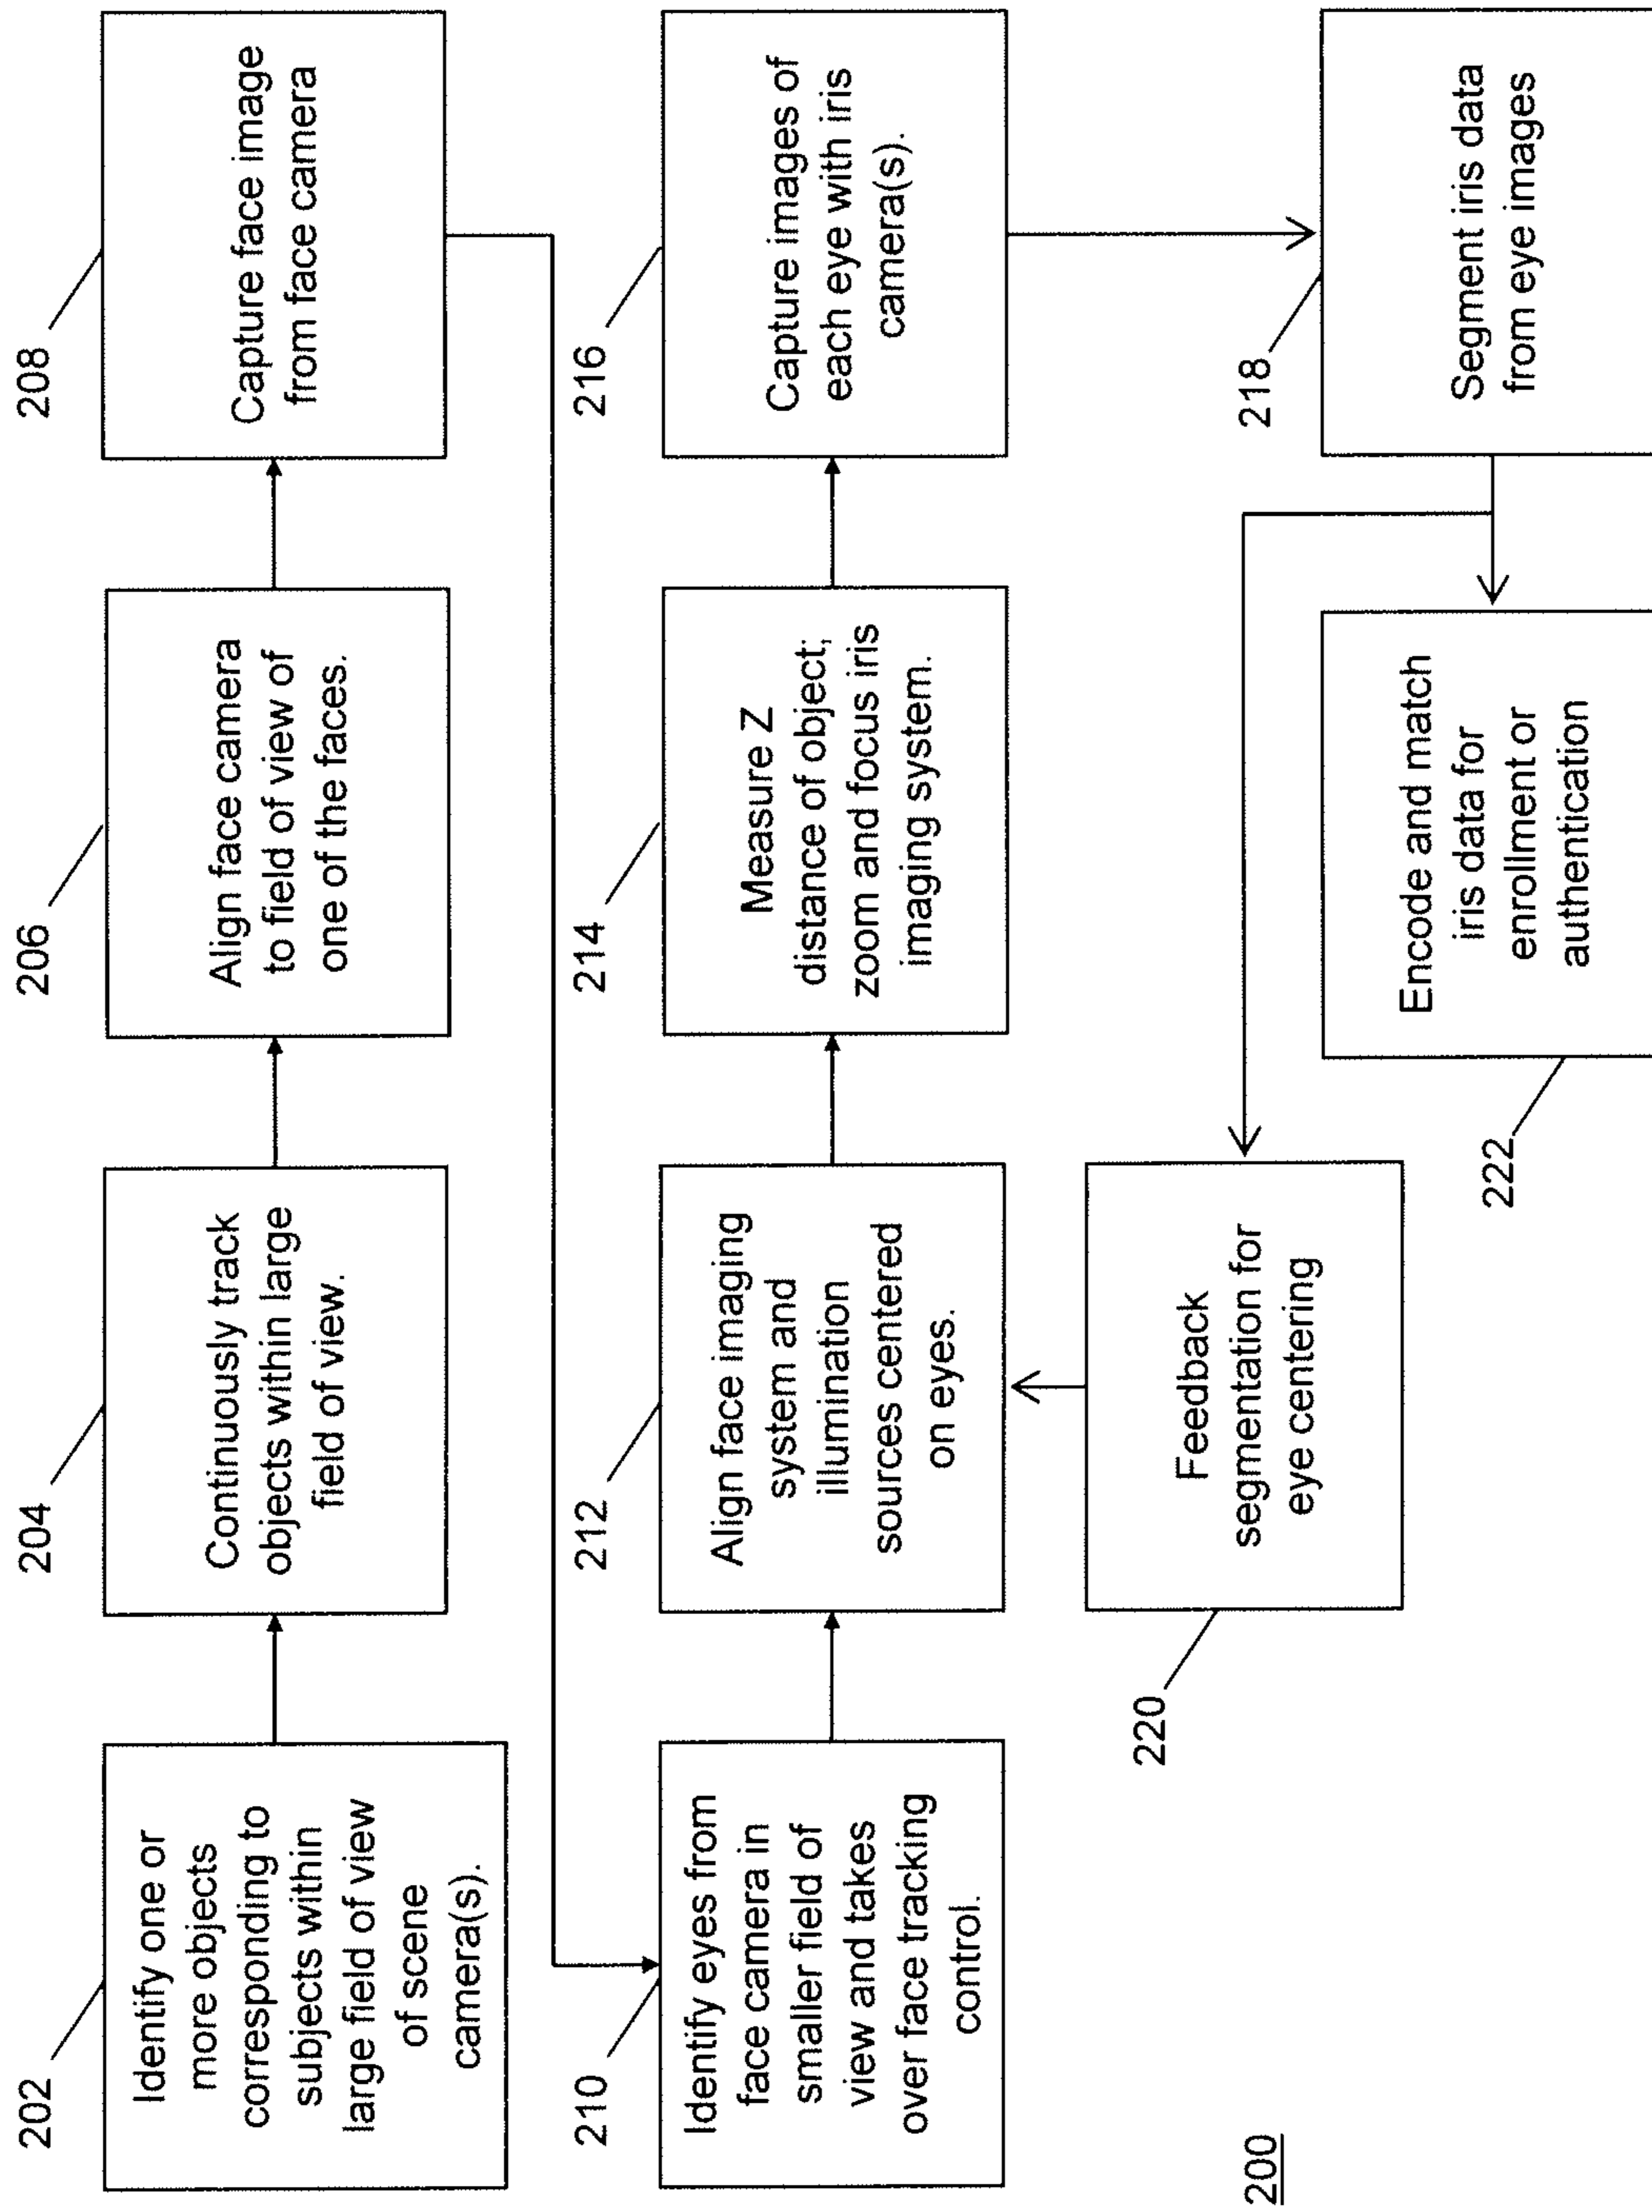 202
Identify one or
more objects
corresponding to
subjects within
large field of view
of scene
camera(s).
204
Continuously track
objects within large
field of view.
206
Align face camera
to field of view of
one of the faces.
208
Capture face image
from face camera
210
Identify eyes from
face camera in
smaller field of
view and takes
over face tracking
control.
212
Align face imaging
system and
illumination
sources centered
on eyes.
214
Measure Z
distance of object;
zoom and focus iris
imaging system.
216
Capture images of
each eye with iris
camera(s).
218
Segment iris data
from eye images
220
Feedback
segmentation for
eye centering
222
Encode and match
iris data for
enrollment or
authentication
200